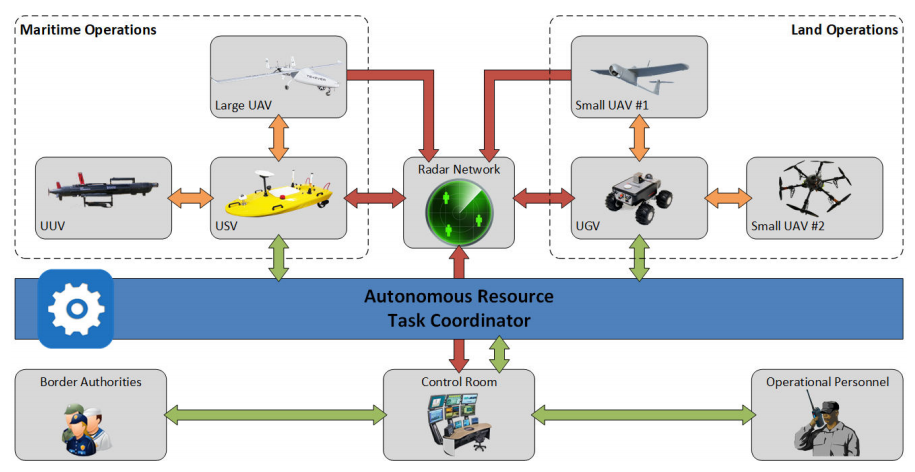 Maritime Operations
Land Operations
Large UAV
Small UAV #1
Radar Network
UUV
USV
UGV
Small UAV #2
Autonomous Resource
Task Coordinator
Border Authorities
Control Room
Operational Personnel